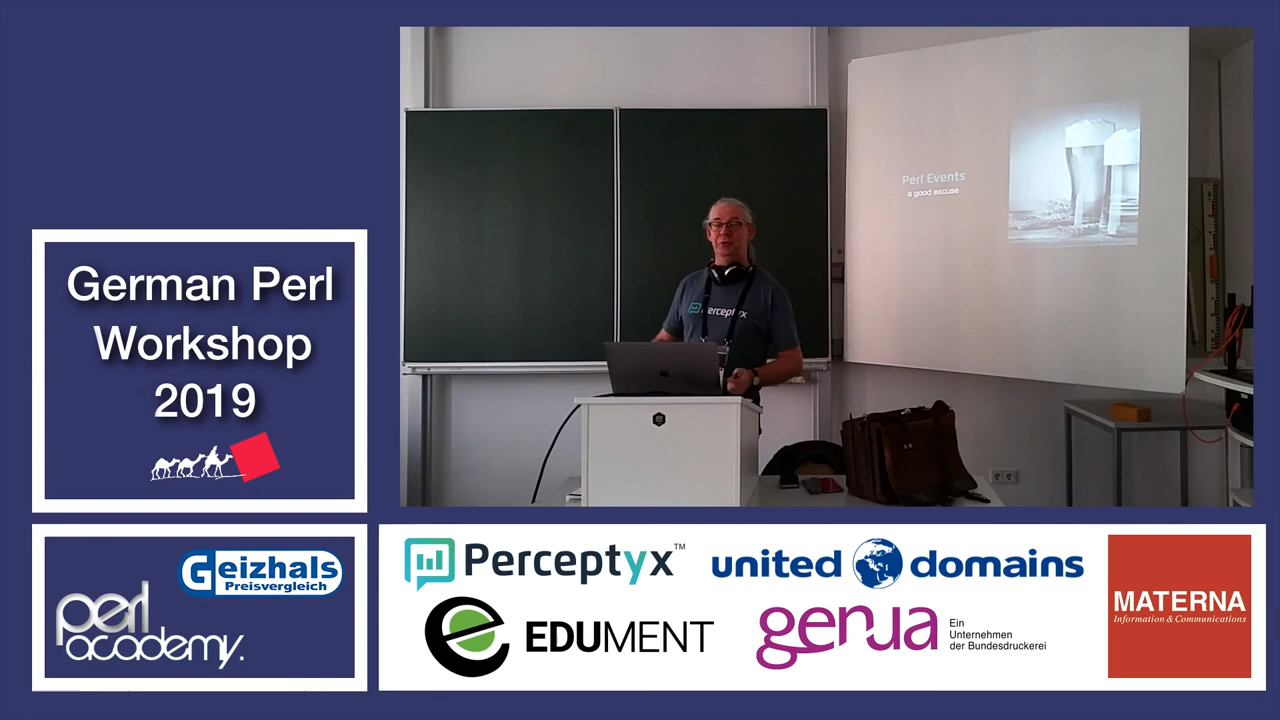 German Perl
Workshop
2019
Perl Events
a good excuse
Perceptyx
Geizhals
Preisvergleich
perl
academy.
Perceptyx™
united domains
EDUMENT
genua
Ein
Unternehmen
der Bundesdruckerei
MATERNA
Information & Communications